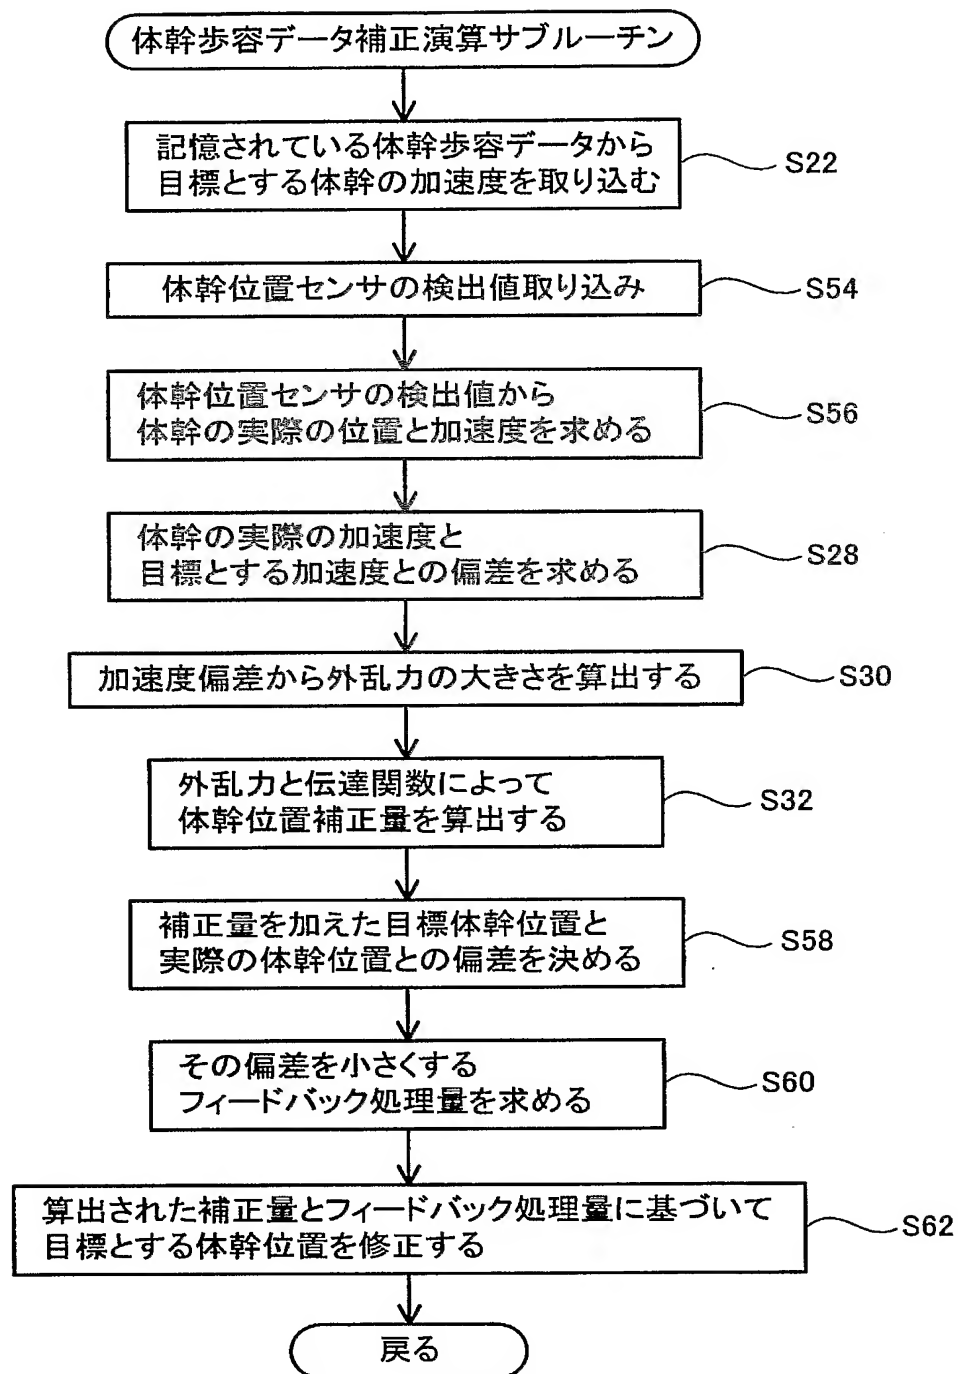 体幹歩容データ補正演算サブルーチン
記憶されている体幹歩容データから
目標とする体幹の加速度を取り込む
S22
体幹位置センサの検出値取り込み
S54
体幹位置センサの検出値から
体幹の実際の位置と加速度を求める
S56
体幹の実際の加速度と
目標とする加速度との偏差を求める
S28
加速度偏差から外乱力の大きさを算出する
S30
外乱力と伝達関数によって
体幹位置補正量を算出する
S32
補正量を加えた目標体幹位置と
実際の体幹位置との偏差を決める
S58
その偏差を小さくする
フィードバック処理量を求める
S60
算出された補正量とフィードバック処理量に基づいて
目標とする体幹位置を修正する
S62
戻る